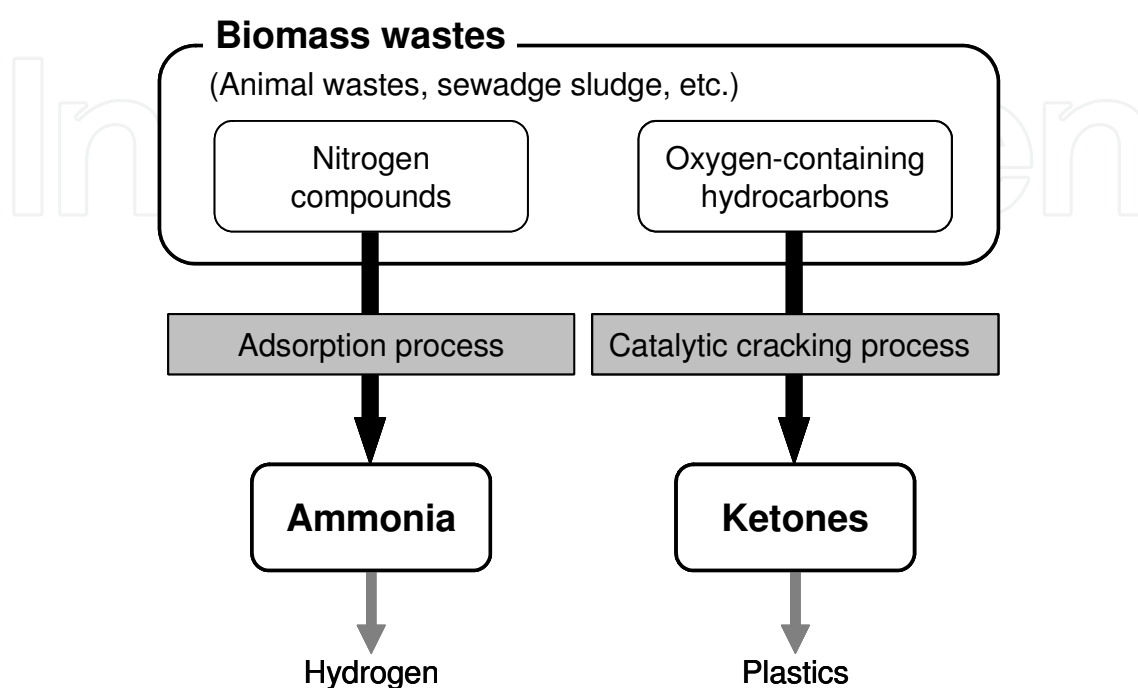 Biomass wastes
(Animal wastes, sewadge sludge, etc.)
Nitrogen
compounds
Oxygen-containing
hydrocarbons
Adsorption process
Catalytic cracking process
Ammonia
Ketones
Hydrogen
Plastics